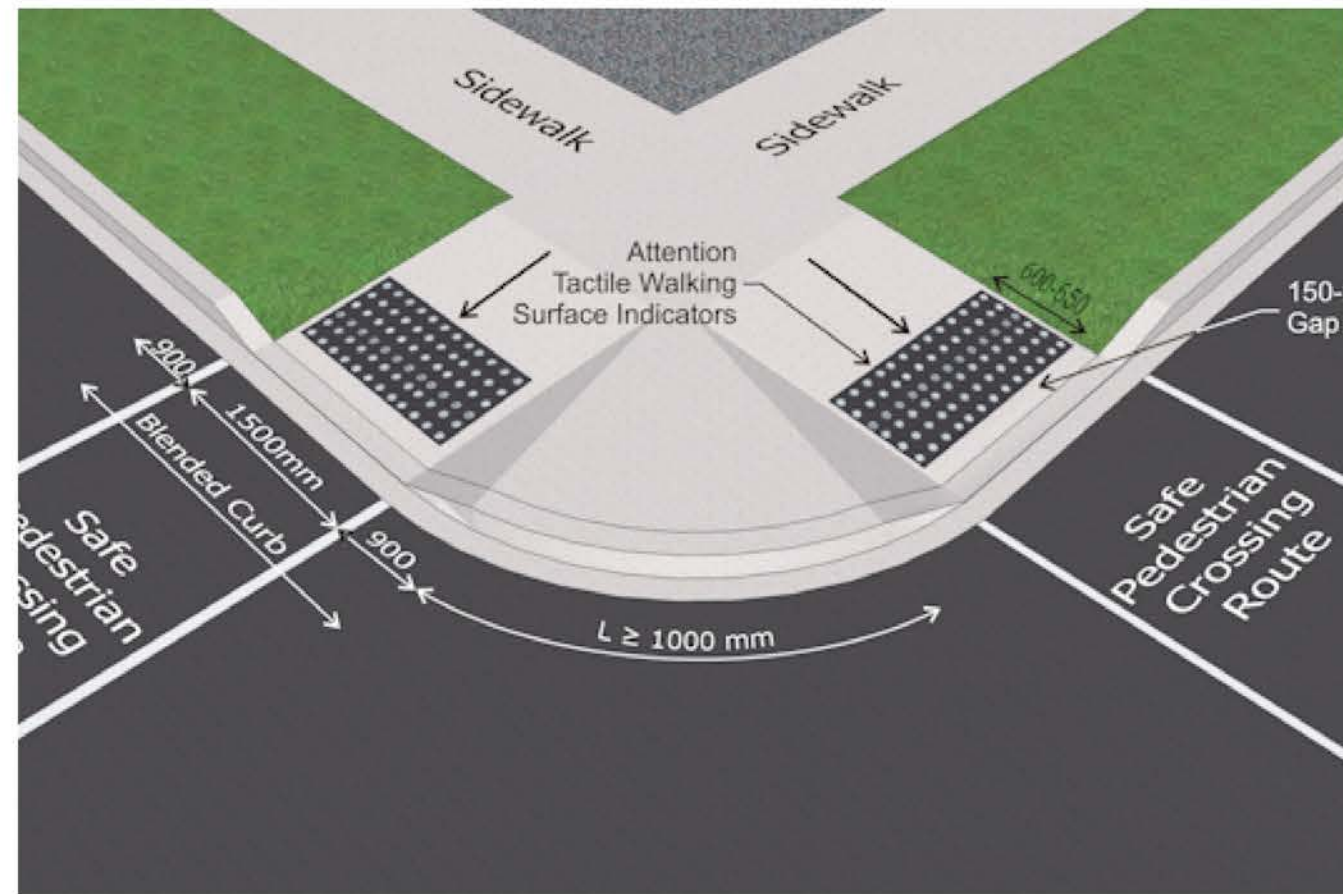 Sidewalk
Sidewalk
Attention
Tactile Walking
Surface Indicators
600-650
150-
Gap
900
1500mm
Blended Curb
900
L ≥ 1000 mm
Safe
Safe
Pedestrian
Crossing
Route